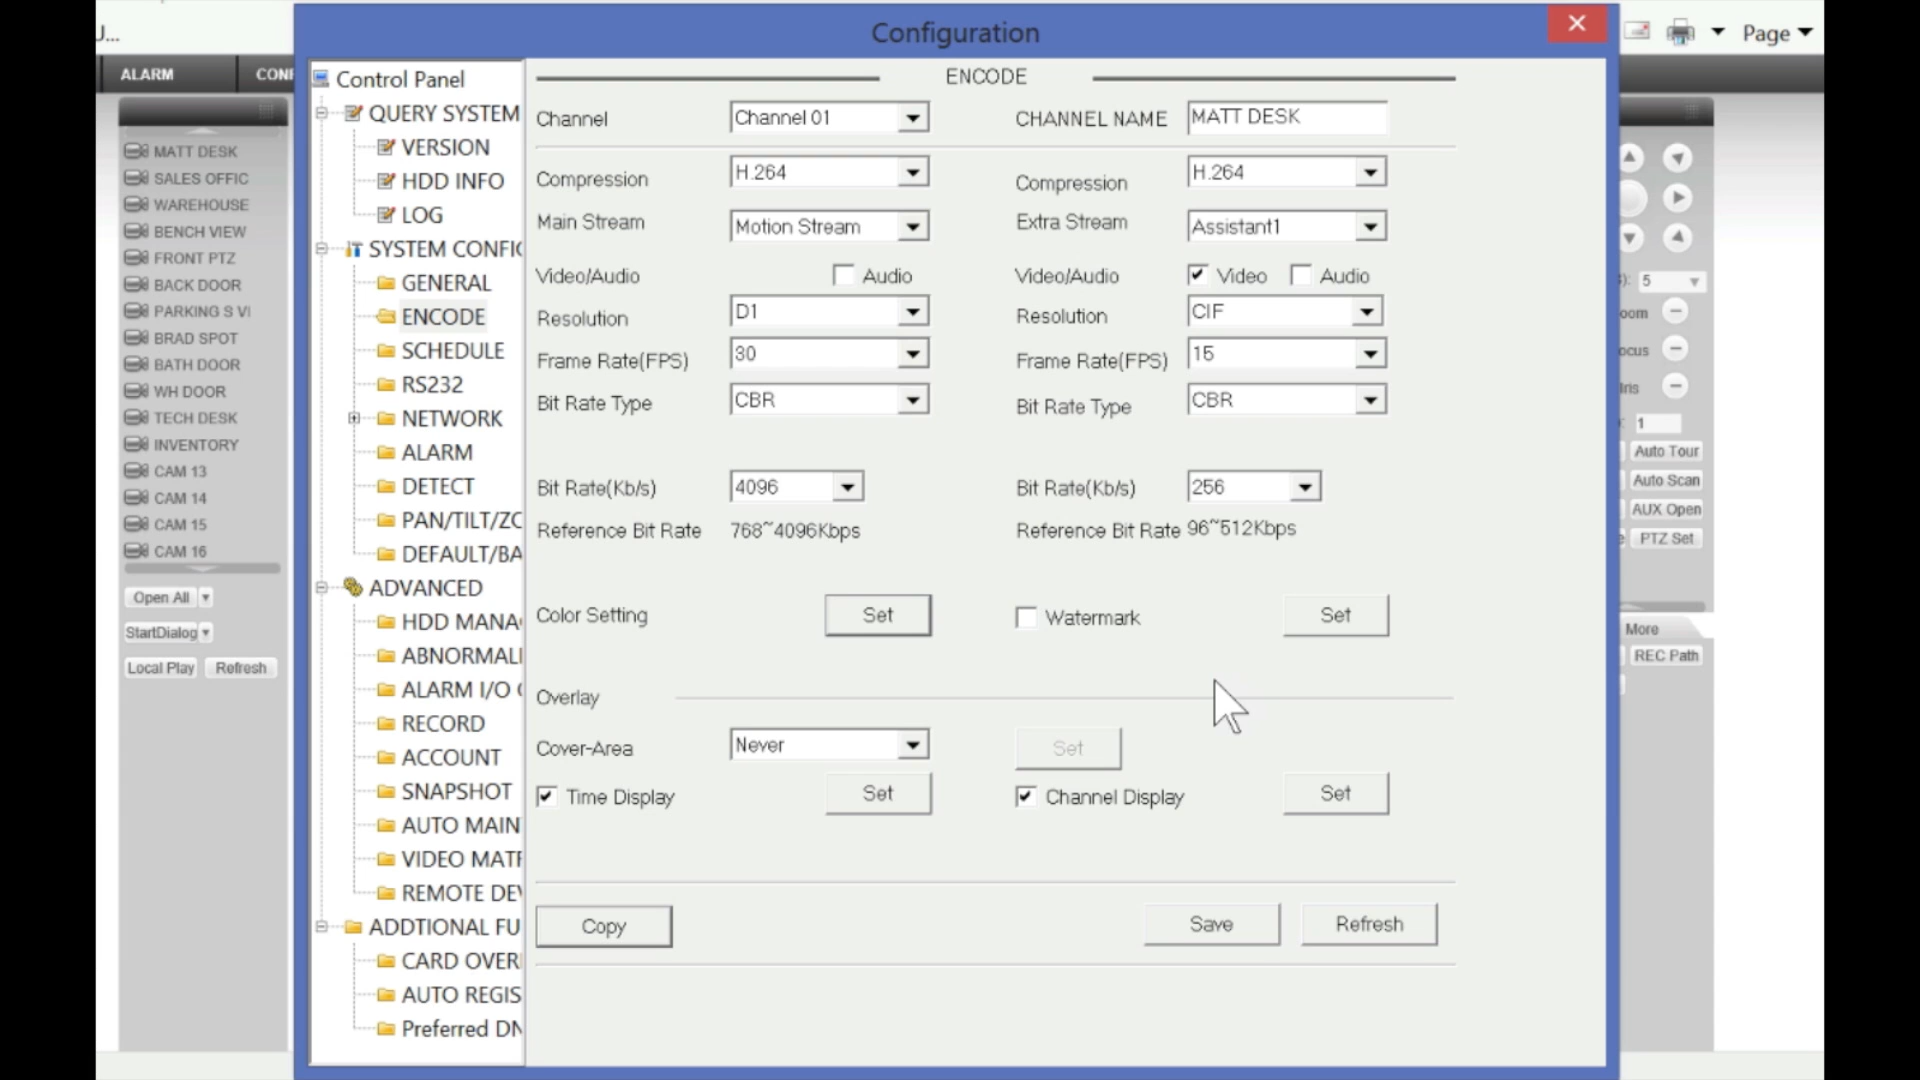 J...
Configuration
Page
ALARM
CONF
MATT DESK
SALES OFFIC
WAREHOUSE
BENCH VIEW
FRONT PTZ
BACK DOOR
PARKING S VI
BRAD SPOT
BATH DOOR
WH DOOR
TECH DESK
INVENTORY
CAM 13
CAM 14
CAM 15
CAM 16
Open All
StartDialog
Local Play Refresh
Control Panel
QUERY SYSTEM
VERSION
HDD INFO
LOG
SYSTEM CONFIG
GENERAL
ENCODE
SCHEDULE
RS232
NETWORK
ALARM
DETECT
PAN/TILT/ZO
DEFAULT/BA
ADVANCED
HDD MANA
ABNORMALI
ALARM I/O
RECORD
ACCOUNT
SNAPSHOT
AUTO MAIN
VIDEO MATR
REMOTE DEV
ADDTIONAL FU
CARD OVER
AUTO REGIS
Preferred DN
ENCODE
Channel Channel 01 CHANNEL NAME MATT DESK
Compression H.264 Compression H.264
Main Stream Motion Stream Extra Stream Assistant1
Video/Audio Audio Video/Audio Video Audio
Resolution D1 Resolution CIF
Frame Rate(FPS) 30 Frame Rate(FPS) 15
Bit Rate Type CBR Bit Rate Type CBR
Bit Rate(Kb/s) 4096 Bit Rate(Kb/s) 256
Reference Bit Rate 768~4096Kbps Reference Bit Rate 96~512Kbps
Color Setting Set Watermark Set
Overlay
Cover-Area Never Set
Time Display Set Channel Display Set
Copy Save Refresh
): 5
oom
ocus
Iris
: 1
Auto Tour
Auto Scan
AUX Open
e PTZ Set
More
REC Path